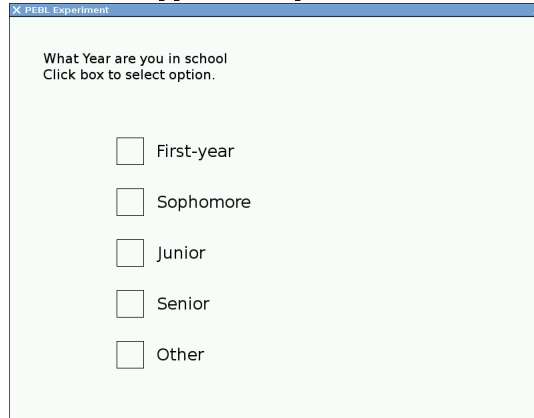 PEBL Experiment
What Year are you in school
Click box to select option.
First-year
Sophomore
Junior
Senior
Other